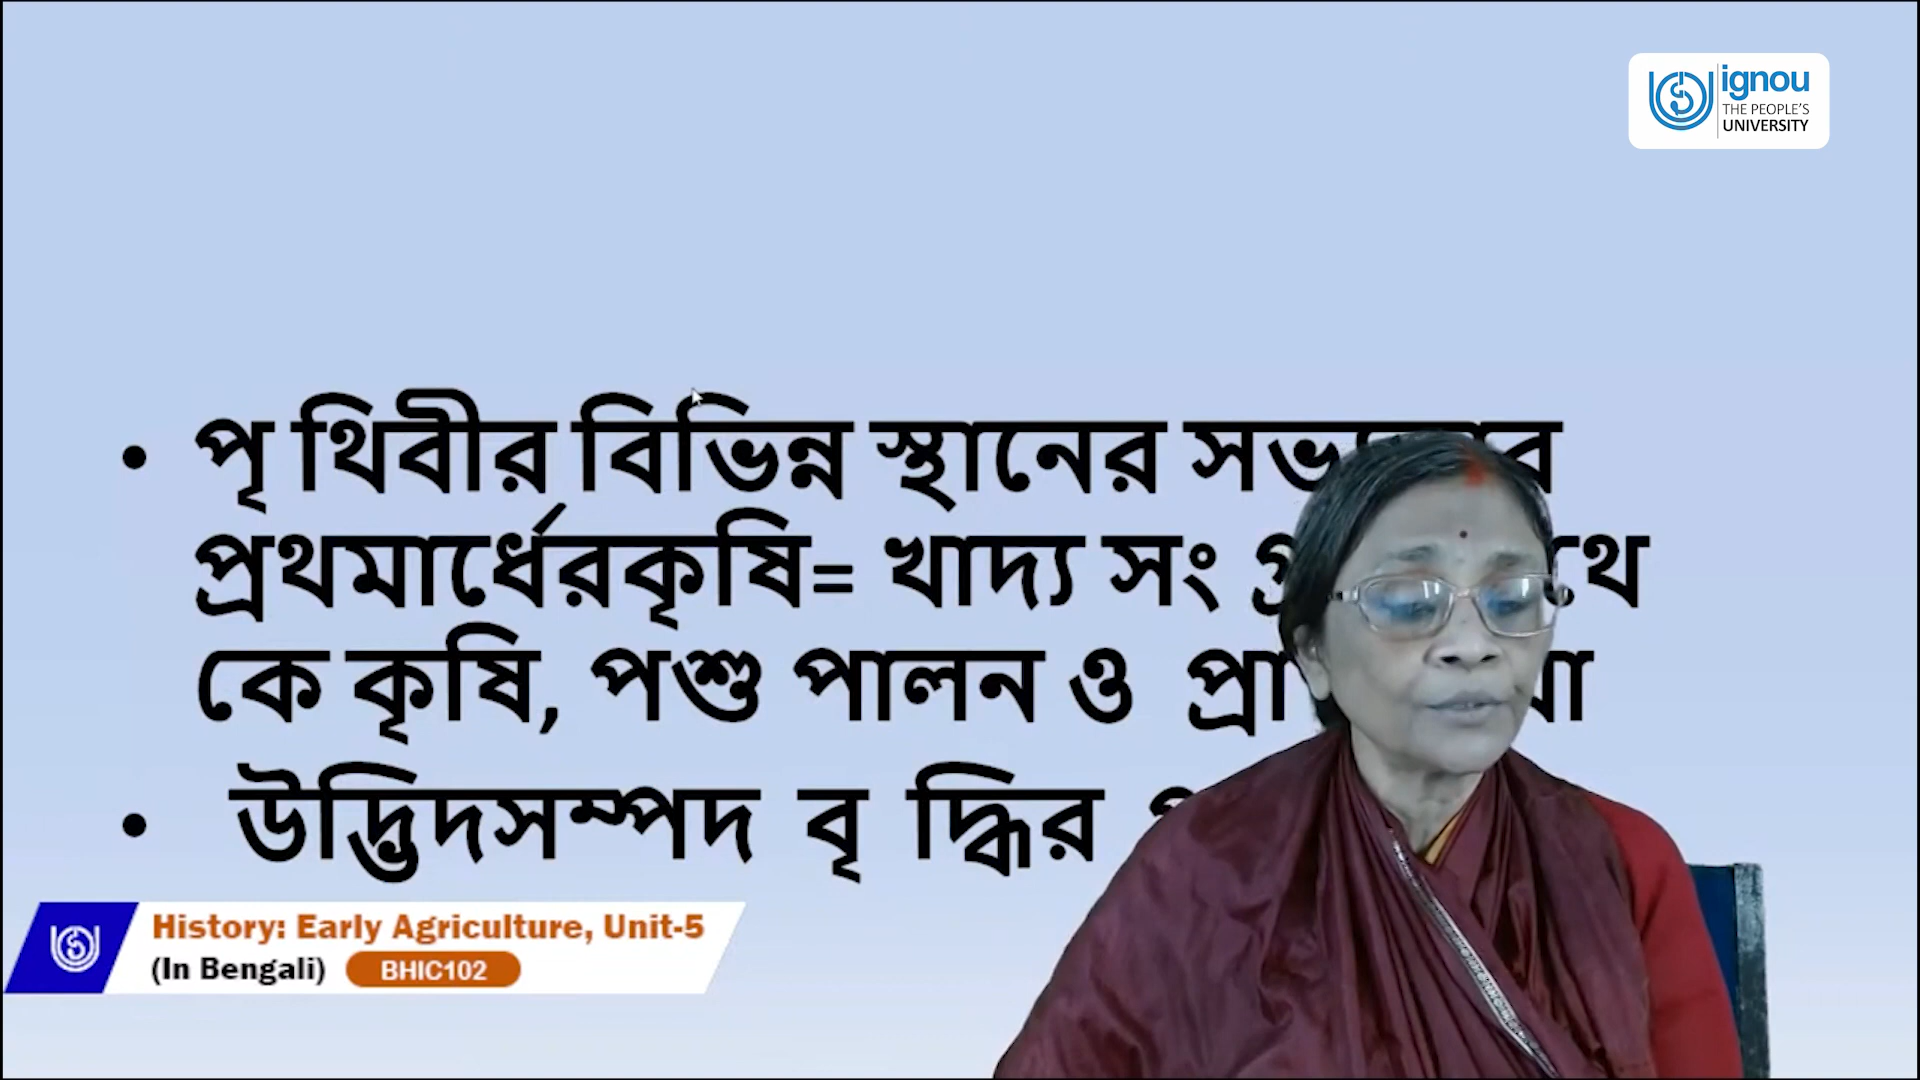 ignou
THE PEOPLE'S
UNIVERSITY
• পৃথিবীর বিভিন্ন স্থানের
প্রথমার্ধেরকৃষি= খাদ্য সং
কে কৃষি, পশু পালন ও
• উদ্ভিদসম্পদ বৃদ্ধির
History: Early Agriculture, Unit-5
(In Bengali) BHIC102